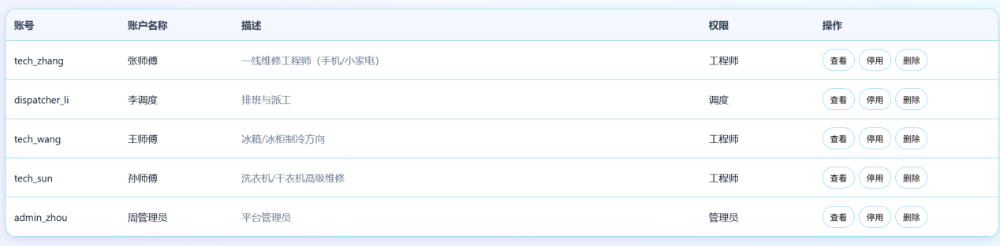 账号 账户名称 描述 权限 操作
tech_zhang 张师傅 一线维修工程师（手机/小家电） 工程师 查看 停用 删除
dispatcher_li 李调度 排班与派工 调度 查看 停用 删除
tech_wang 王师傅 冰箱/冰柜制冷方向 工程师 查看 停用 删除
tech_sun 孙师傅 洗衣机/干衣机高级维修 工程师 查看 停用 删除
admin_zhou 周管理员 平台管理员 管理员 查看 停用 删除